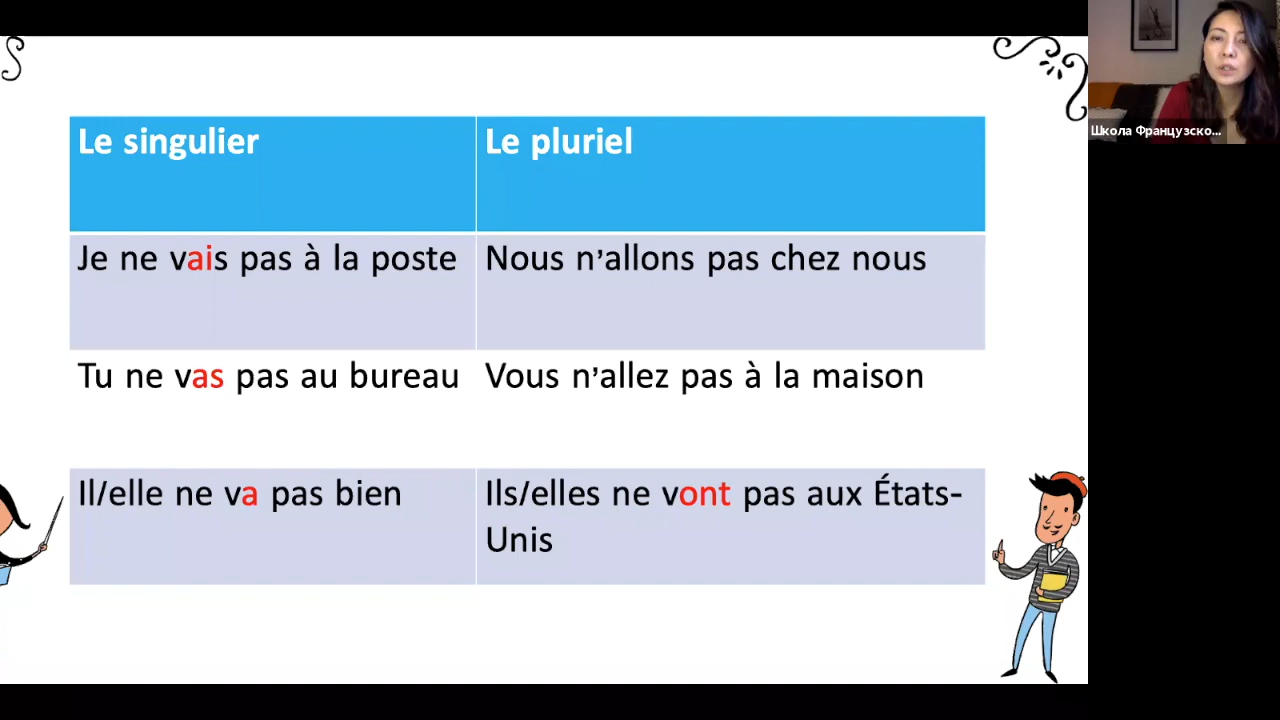 Le singulier
Le pluriel
Je ne vais pas à la poste
Nous n’allons pas chez nous
Tu ne vas pas au bureau
Vous n’allez pas à la maison
Il/elle ne va pas bien
Ils/elles ne vont pas aux États-
Unis
Школа Французско...